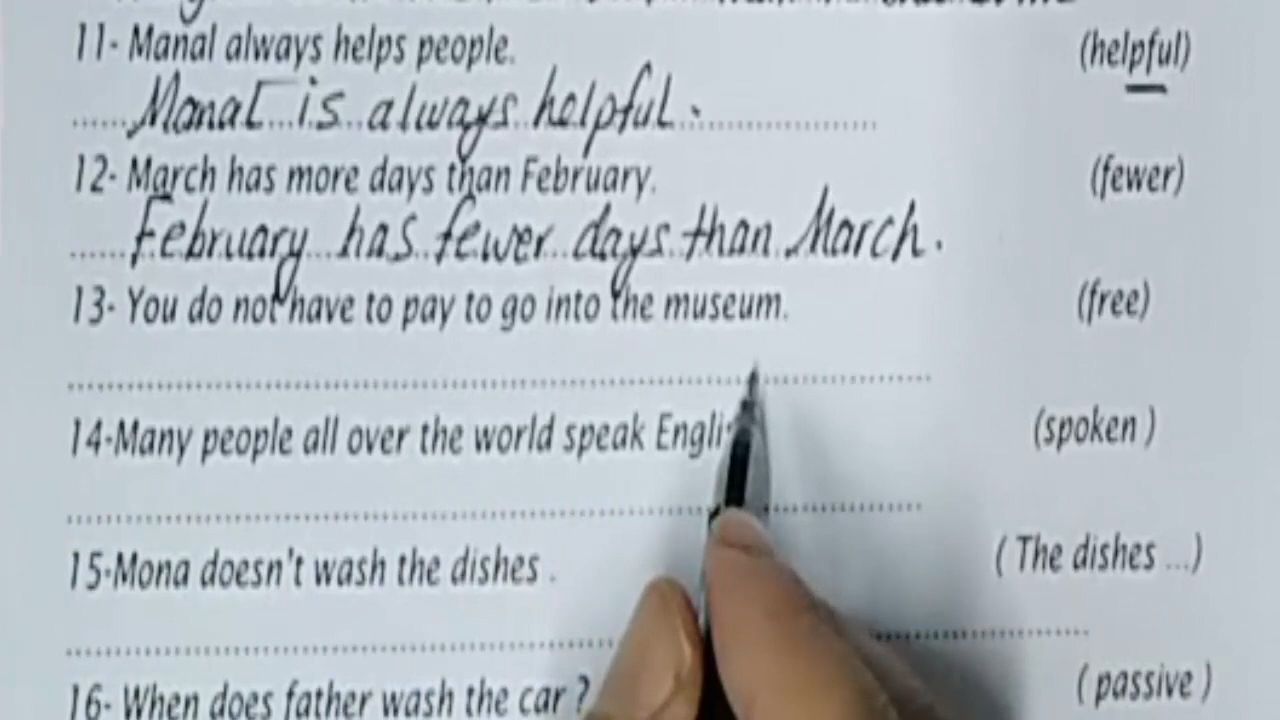 11- Manal always helps people. (helpful)
Manal is always helpful.
12- March has more days than February. (fewer)
February has fewer days than March.
13- You do not have to pay to go into the museum. (free)
14-Many people all over the world speak Engli (spoken )
15-Mona doesn't wash the dishes . ( The dishes ...)
16- When does father wash the car ? ( passive )